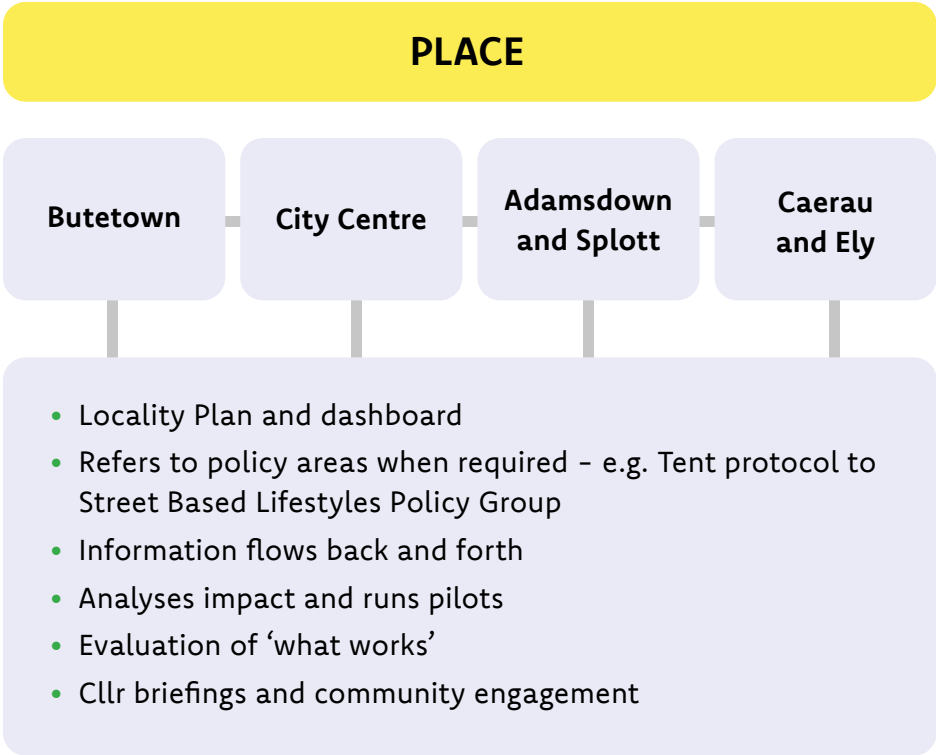 PLACE
Butetown
City Centre
Adamsdown
and Splott
Caerau
and Ely
• Locality Plan and dashboard
• Refers to policy areas when required – e.g. Tent protocol to
Street Based Lifestyles Policy Group
• Information flows back and forth
• Analyses impact and runs pilots
• Evaluation of ‘what works’
• Cllr briefings and community engagement